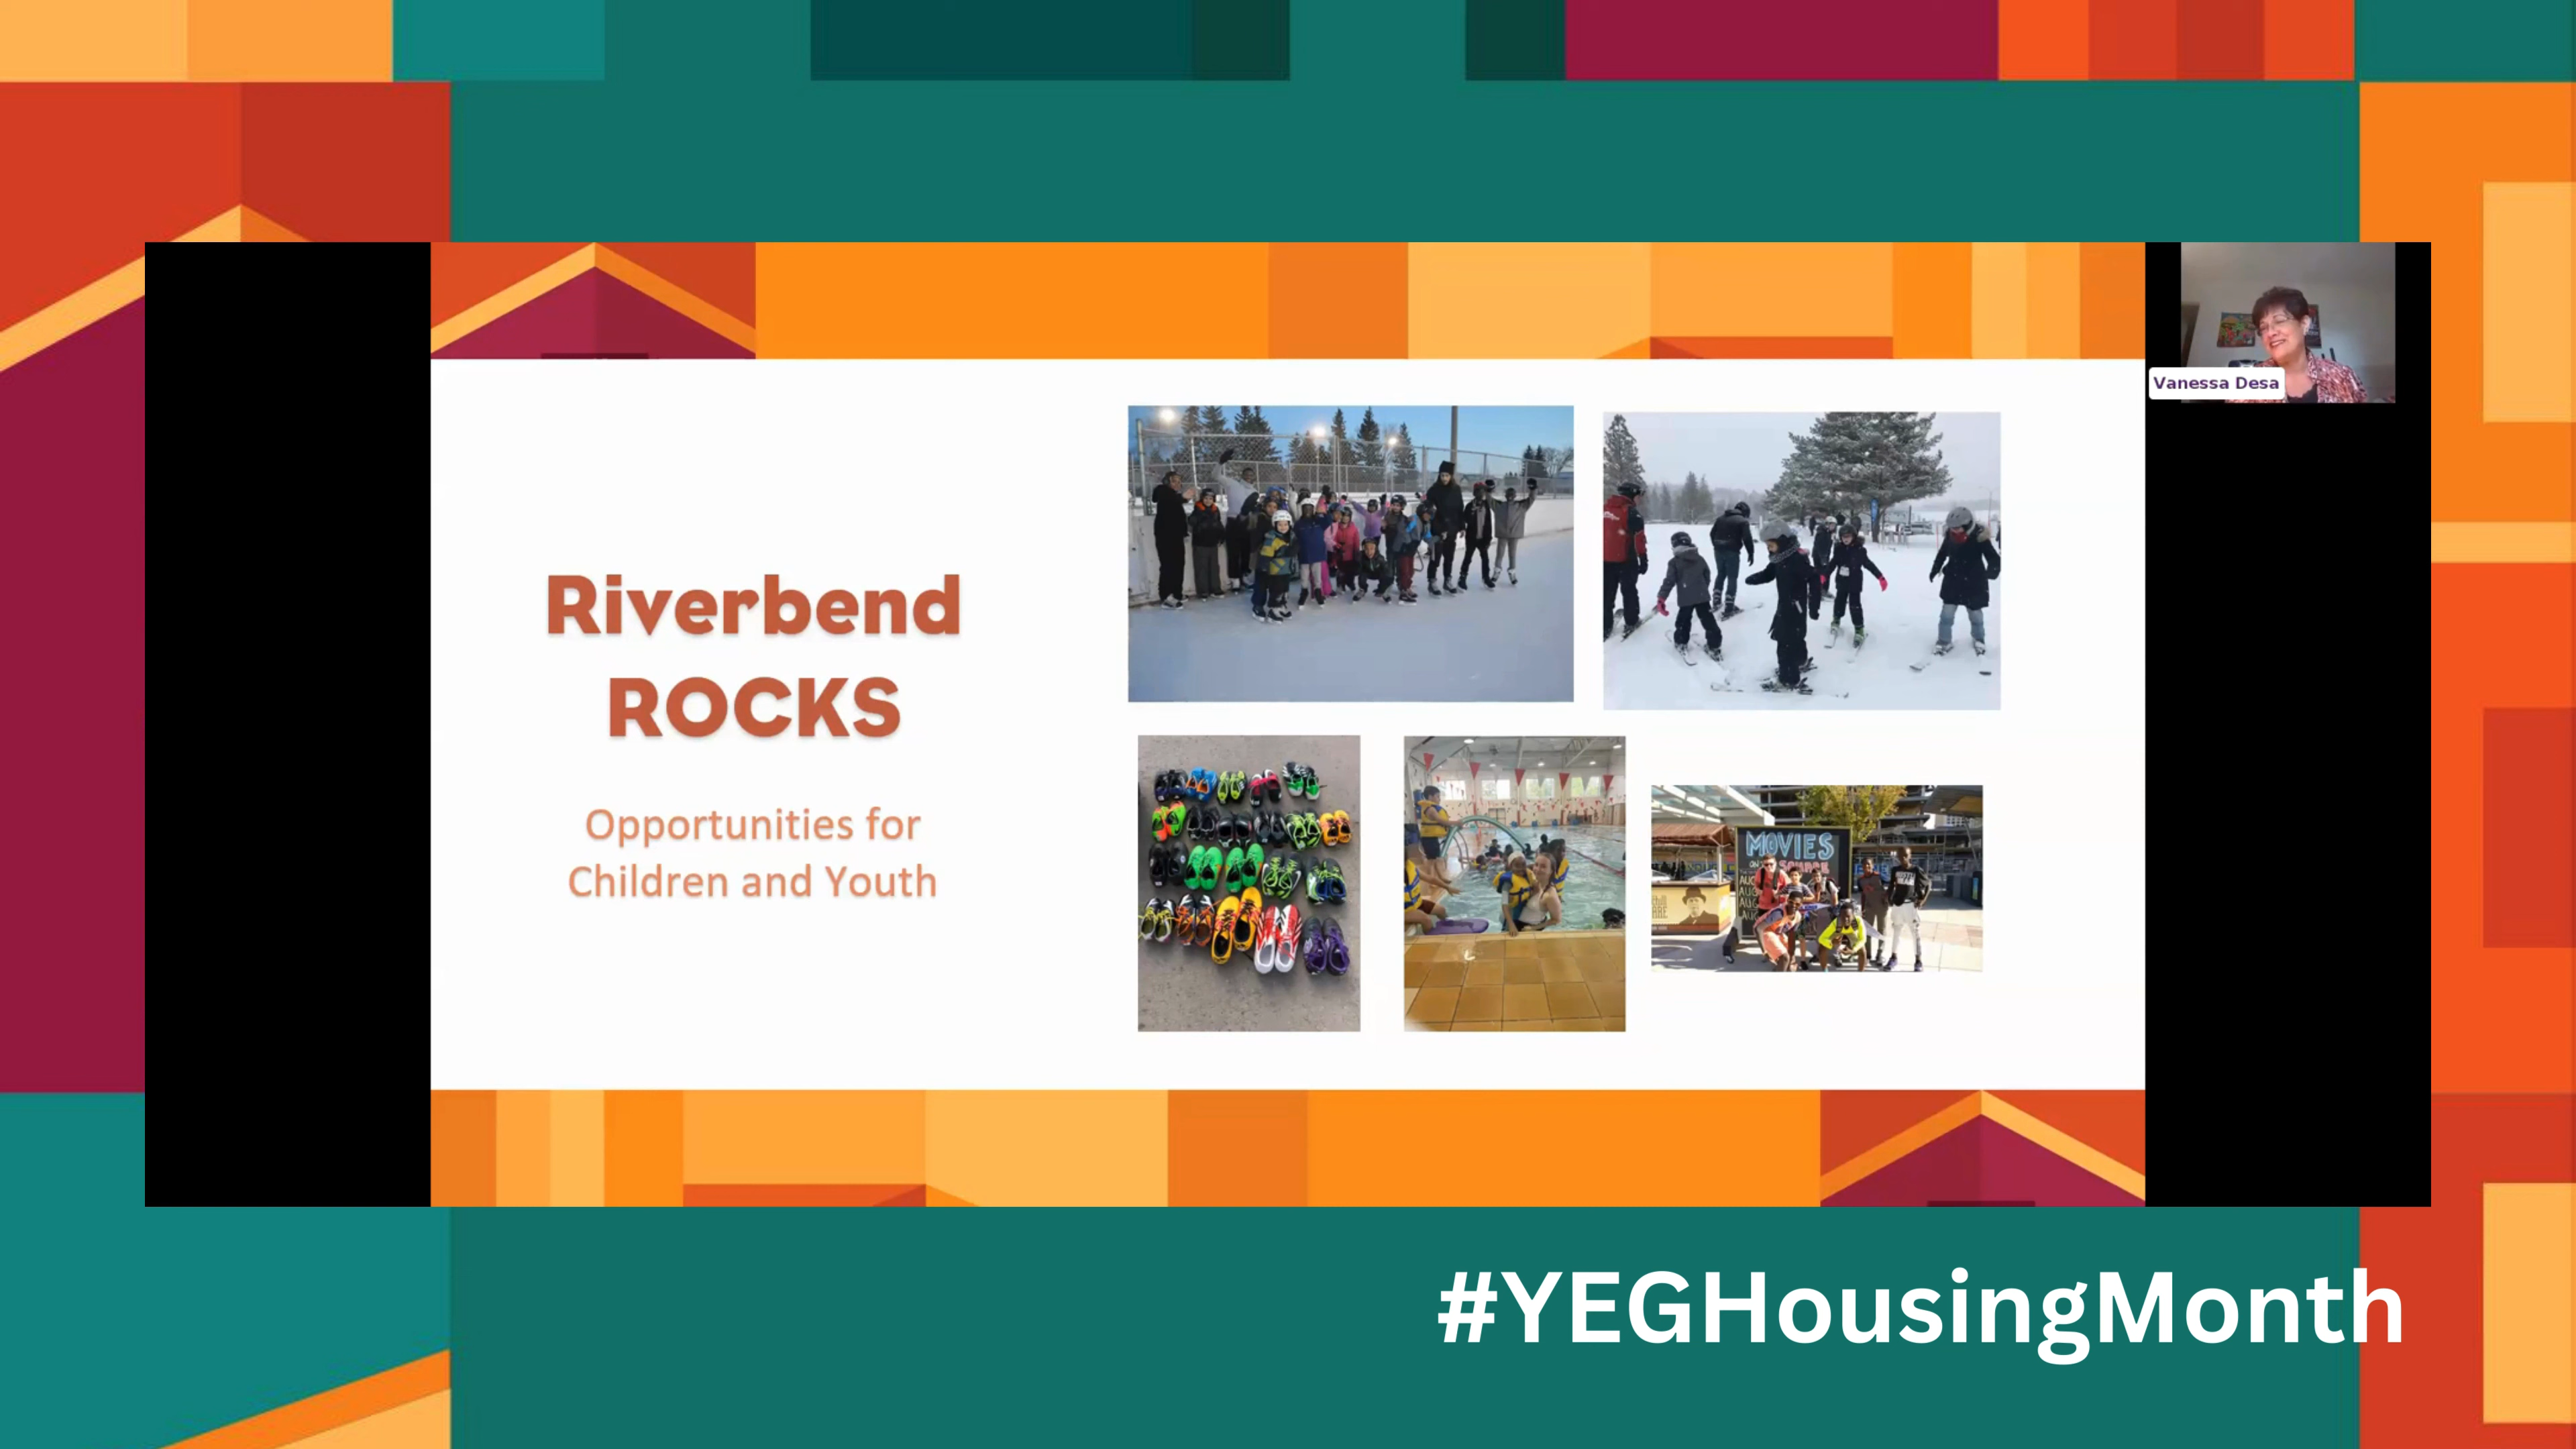 Vanessa Desa
Riverbend
ROCKS
Opportunities for
Children and Youth
MOVIES
#YEGHousingMonth